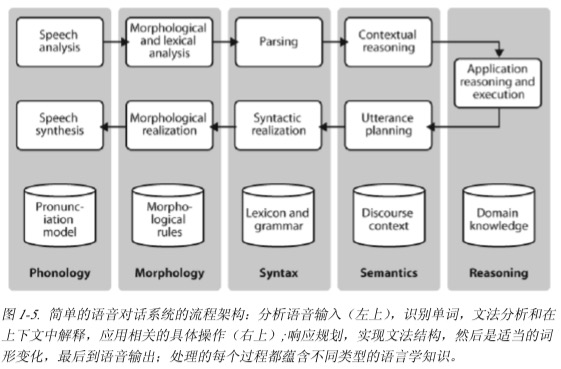 Speech
analysis
Morphological
and lexical
analysis
Parsing
Contextual
reasoning
Application
reasoning and
execution
Speech
synthesis
Morphological
realization
Syntactic
realization
Utterance
planning
Pronunc-
iation
model
Morpho-
logical
rules
Lexicon and
grammar
Discourse
context
Domain
knowledge
Phonology
Morphology
Syntax
Semantics
Reasoning
图 1-5. 简单的语音对话系统的流程架构：分析语音输入（左上），识别单词，文法分析和在
上下文中解释，应用相关的具体操作（右上）;响应规划，实现文法结构，然后是适当的词
形变化，最后到语音输出；处理的每个过程都蕴含不同类型的语言学知识。